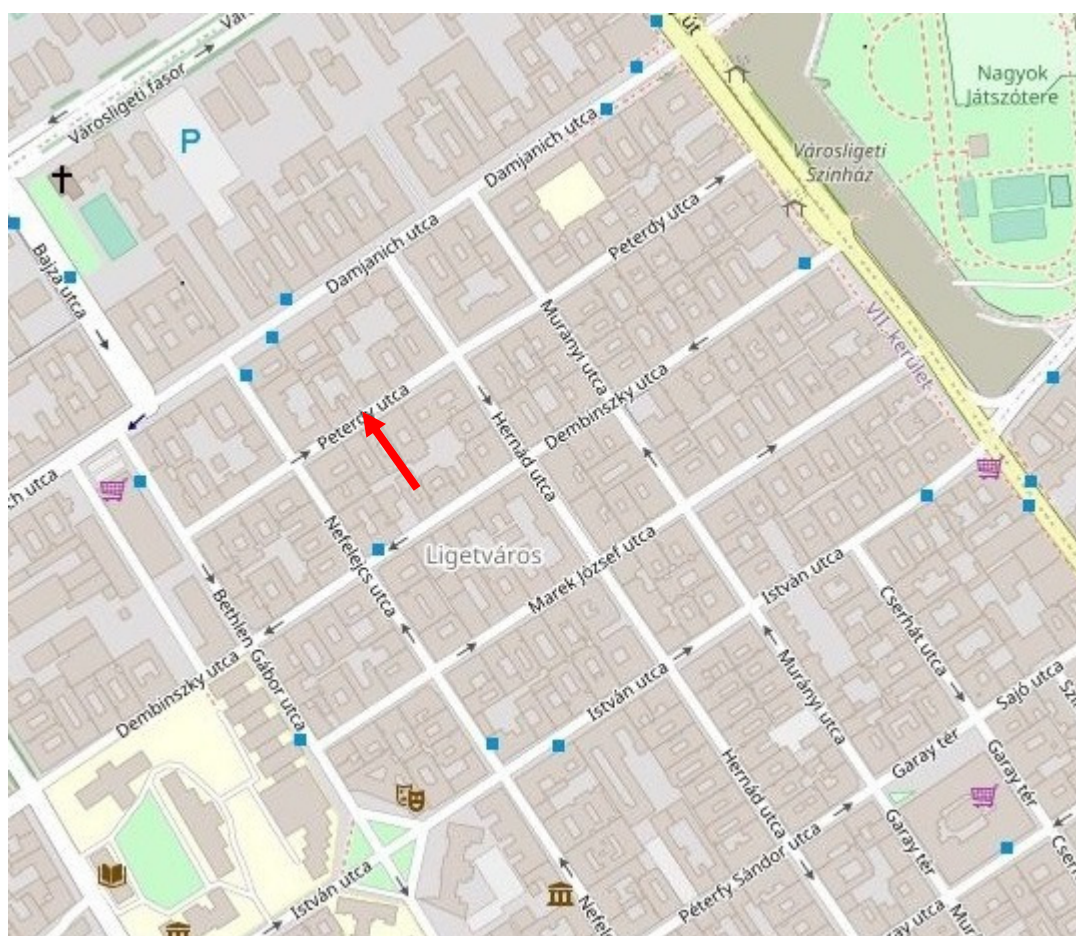 út
Városligeti fasor
Nagyok
Játszótere
P
Damjanich utca
Városligeti
Színház
Peterdy utca
Damjanich utca
Bajza utca
Murányi utca
VII. kerület
Dembinszky utca
Peterdy utca
Hernád utca
Ligetváros
Nefelejcs utca
Marek József utca
István utca
Cserhát utca
Bethlen Gábor utca
Dembinszky utca
Murányi utca
Sajó utca
István utca
Garay tér
Garay tér
Hernád utca
Garay tér
Péterfy Sándor utca
István utca